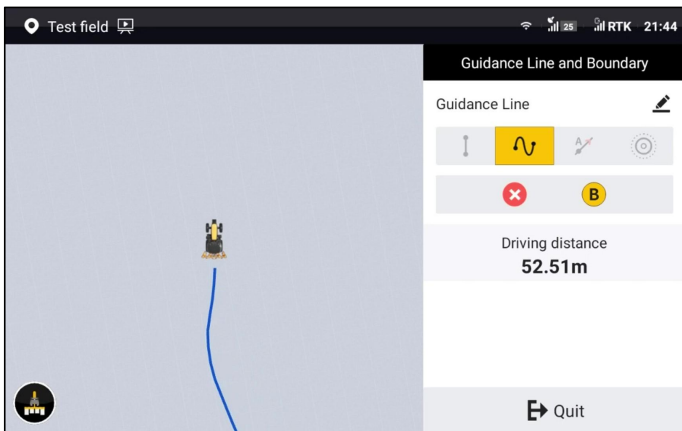 Test field 25 RTK 21:44
Guidance Line and Boundary
Guidance Line
A
B
Driving distance
52.51m
Quit